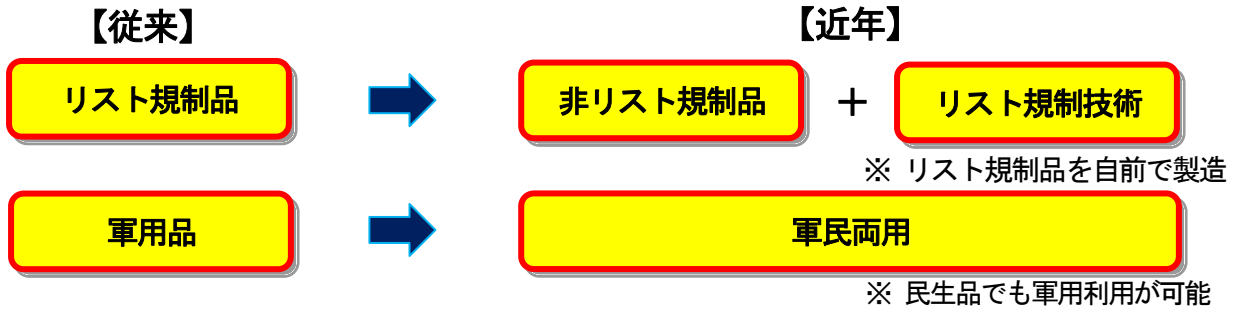 【従来】
【近年】
リスト規制品
非リスト規制品 + リスト規制技術
※ リスト規制品を自前で製造
軍用品
軍民両用
※ 民生品でも軍用利用が可能